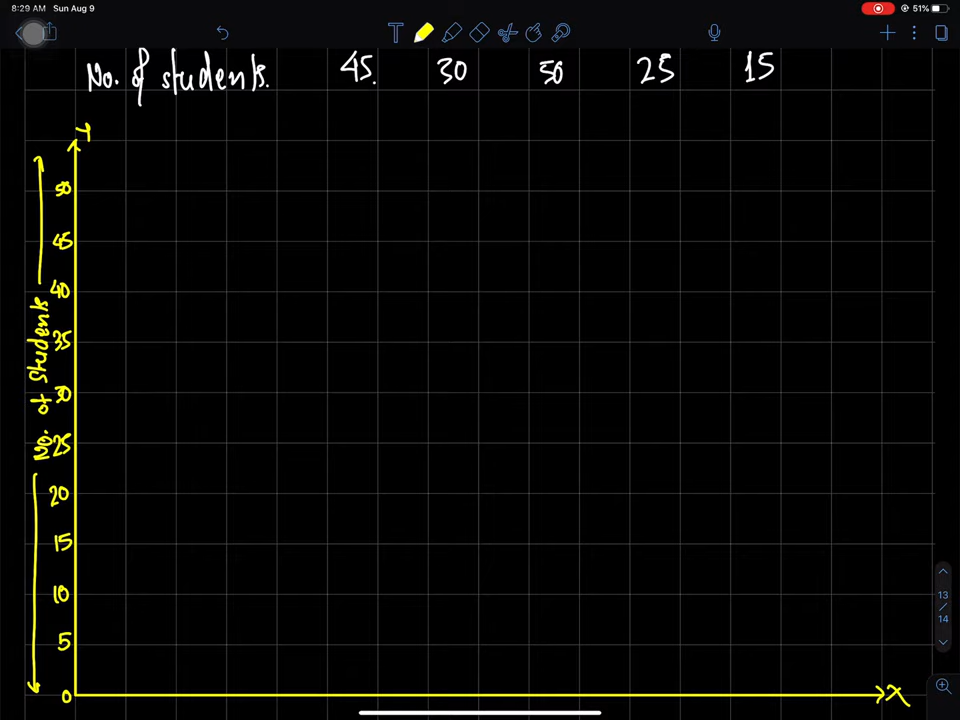 8:29 AM Sun Aug 9
51%
T
No. of students. 45. 30 50 25 15
Y
50
45
40
35
30
25
20
15
10
5
0
No. of Students
X
13
/
14